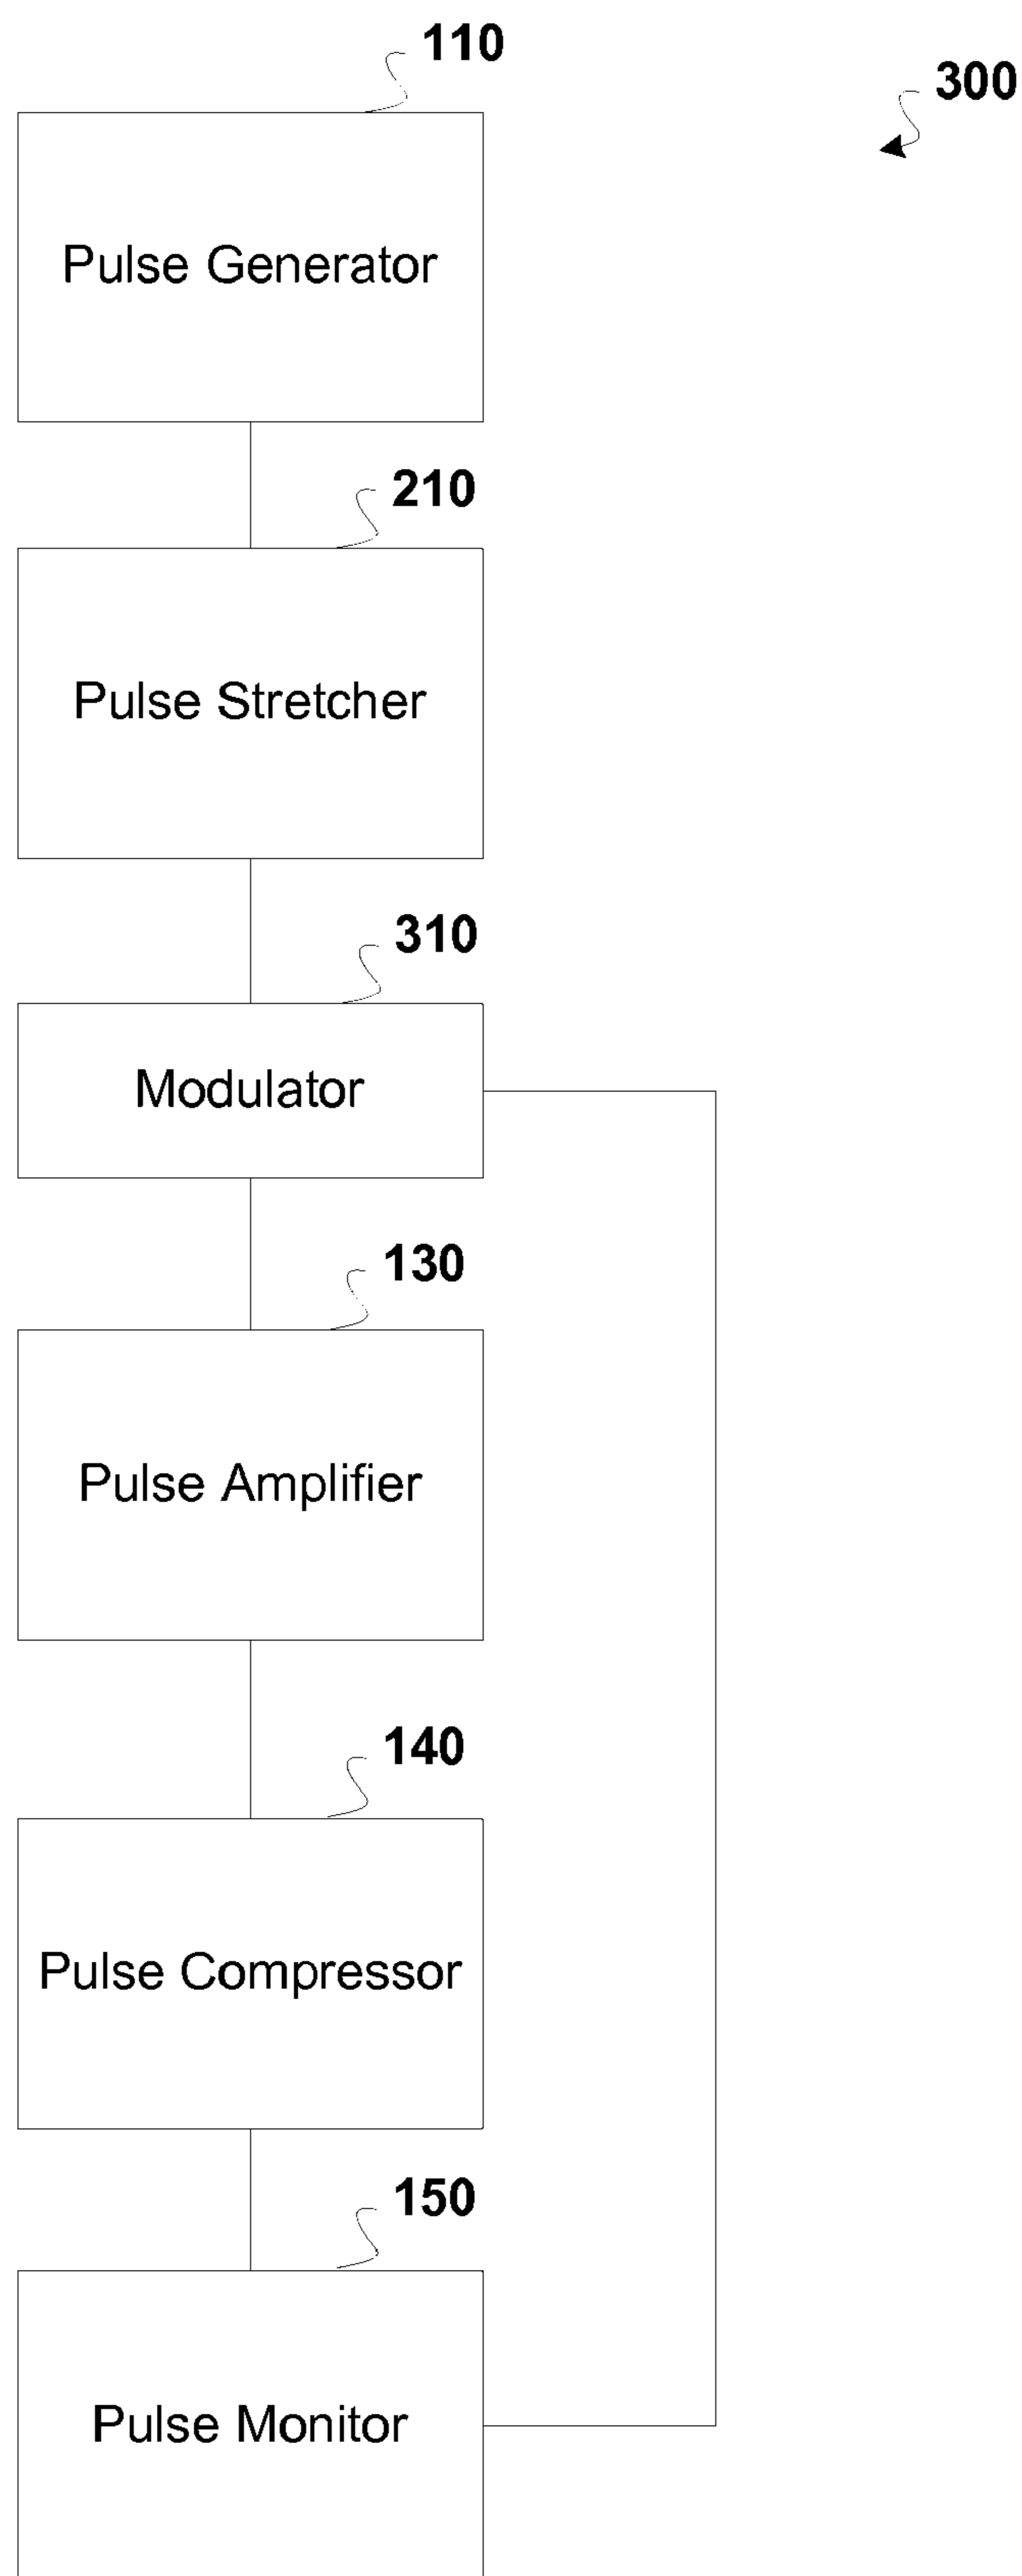 110
300
Pulse Generator
210
Pulse Stretcher
310
Modulator
130
Pulse Amplifier
140
Pulse Compressor
150
Pulse Monitor